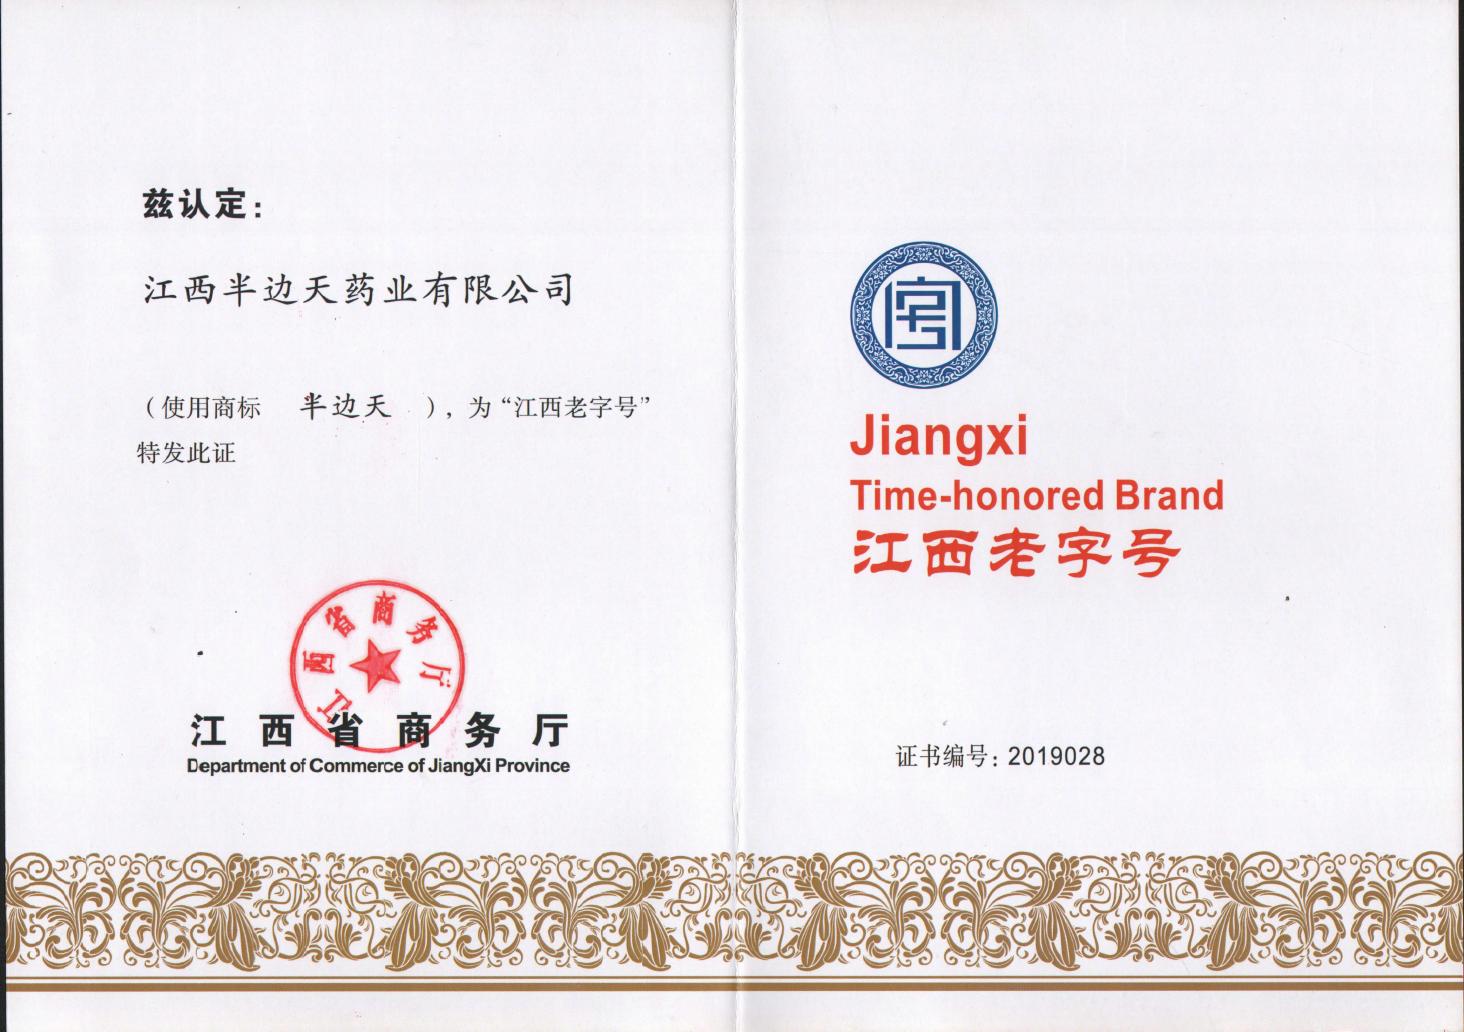 兹认定：
江西半边天药业有限公司
（使用商标 半边天 ），为“江西老字号”
特发此证
江西省商务厅
江西省商务厅
Department of Commerce of JiangXi Province
字号
Jiangxi
Time-honored Brand
江西老字号
证书编号：2019028